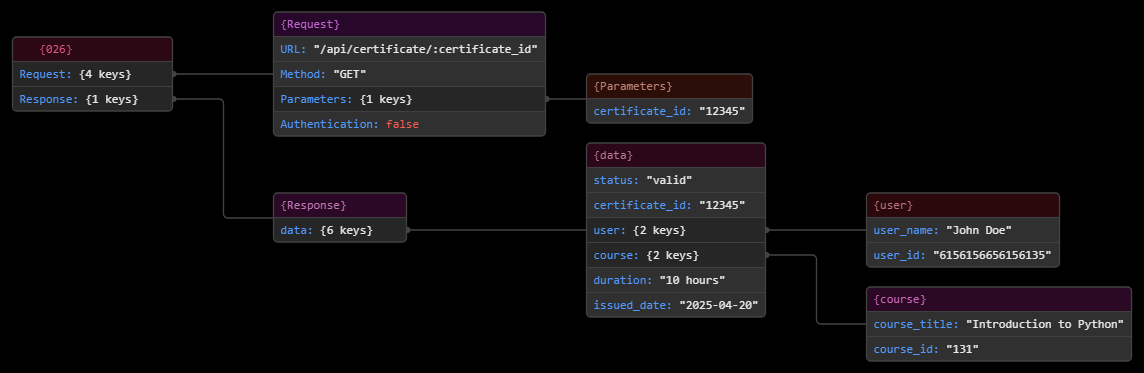 {026}
Request: {4 keys}
Response: {1 keys}
{Request}
URL: "/api/certificate/:certificate_id"
Method: "GET"
Parameters: {1 keys}
Authentication: false
{Parameters}
certificate_id: "12345"
{Response}
data: {6 keys}
{data}
status: "valid"
certificate_id: "12345"
user: {2 keys}
course: {2 keys}
duration: "10 hours"
issued_date: "2025-04-20"
{user}
user_name: "John Doe"
user_id: "6156156656156135"
{course}
course_title: "Introduction to Python"
course_id: "131"